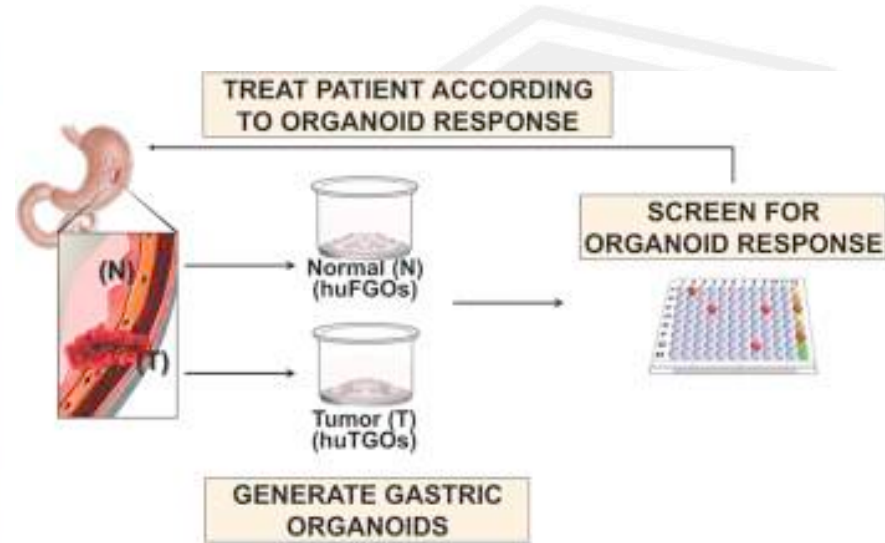 TREAT PATIENT ACCORDING
TO ORGANOID RESPONSE
SCREEN FOR
ORGANOID RESPONSE
(N)
Normal (N)
(huFGOs)
(T)
Tumor (T)
(huTGOs)
GENERATE GASTRIC
ORGANOIDS